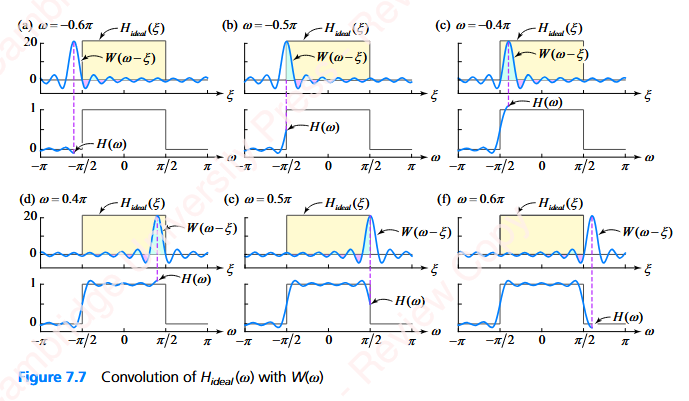 (a) ω=−0.6π
H_ideal(ξ)
20
W(ω−ξ)
0
ξ
1
H(ω)
0
−π −π/2 0 π/2 π
(b) ω=−0.5π
H_ideal(ξ)
W(ω−ξ)
ξ
H(ω)
−π −π/2 0 π/2 π
(c) ω=−0.4π
H_ideal(ξ)
W(ω−ξ)
ξ
H(ω)
−π −π/2 0 π/2 π ω
(d) ω=0.4π
H_ideal(ξ)
20
W(ω−ξ)
0
ξ
1
H(ω)
0
−π −π/2 0 π/2 π ω
(e) ω=0.5π
H_ideal(ξ)
W(ω−ξ)
ξ
H(ω)
−π −π/2 0 π/2 π ω
(f) ω=0.6π
H_ideal(ξ)
W(ω−ξ)
ξ
H(ω)
−π −π/2 0 π/2 π ω
Figure 7.7 Convolution of H_ideal(ω) with W(ω)